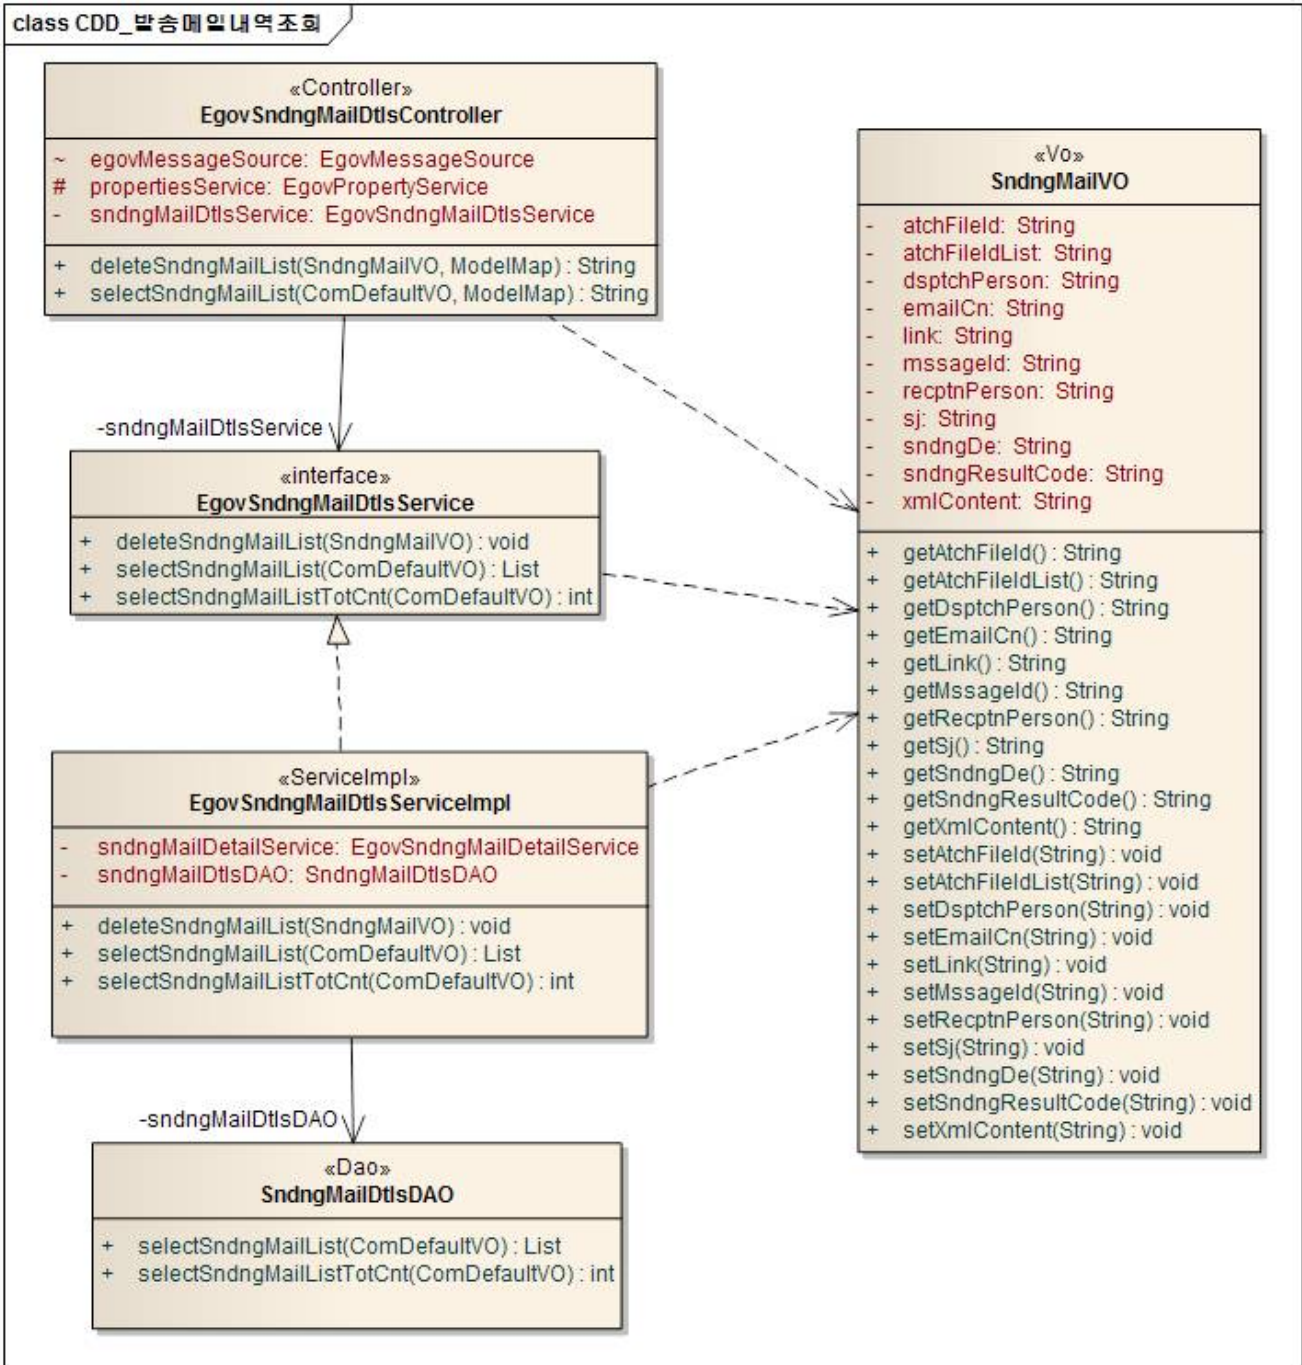 class CDD_발송메일내역조회
«Controller»
EgovSndngMailDtlsController
~ egovMessageSource: EgovMessageSource
# propertiesService: EgovPropertyService
- sndngMailDtlsService: EgovSndngMailDtlsService
+ deleteSndngMailList(SndngMailVO, ModelMap) : String
+ selectSndngMailList(ComDefaultVO, ModelMap) : String
-sndngMailDtlsService
«interface»
EgovSndngMailDtlsService
+ deleteSndngMailList(SndngMailVO) : void
+ selectSndngMailList(ComDefaultVO) : List
+ selectSndngMailListTotCnt(ComDefaultVO) : int
«ServiceImpl»
EgovSndngMailDtlsServiceImpl
- sndngMailDetailService: EgovSndngMailDetailService
- sndngMailDtlsDAO: SndngMailDtlsDAO
+ deleteSndngMailList(SndngMailVO) : void
+ selectSndngMailList(ComDefaultVO) : List
+ selectSndngMailListTotCnt(ComDefaultVO) : int
-sndngMailDtlsDAO
«Dao»
SndngMailDtlsDAO
+ selectSndngMailList(ComDefaultVO) : List
+ selectSndngMailListTotCnt(ComDefaultVO) : int
«Vo»
SndngMailVO
- atchFileId: String
- atchFileIdList: String
- dsptchPerson: String
- emailCn: String
- link: String
- mssageId: String
- recptnPerson: String
- sj: String
- sndngDe: String
- sndngResultCode: String
- xmlContent: String
+ getAtchFileId() : String
+ getAtchFileIdList() : String
+ getDsptchPerson() : String
+ getEmailCn() : String
+ getLink() : String
+ getMssageId() : String
+ getRecptnPerson() : String
+ getSj() : String
+ getSndngDe() : String
+ getSndngResultCode() : String
+ getXmlContent() : String
+ setAtchFileId(String) : void
+ setAtchFileIdList(String) : void
+ setDsptchPerson(String) : void
+ setEmailCn(String) : void
+ setLink(String) : void
+ setMssageId(String) : void
+ setRecptnPerson(String) : void
+ setSj(String) : void
+ setSndngDe(String) : void
+ setSndngResultCode(String) : void
+ setXmlContent(String) : void